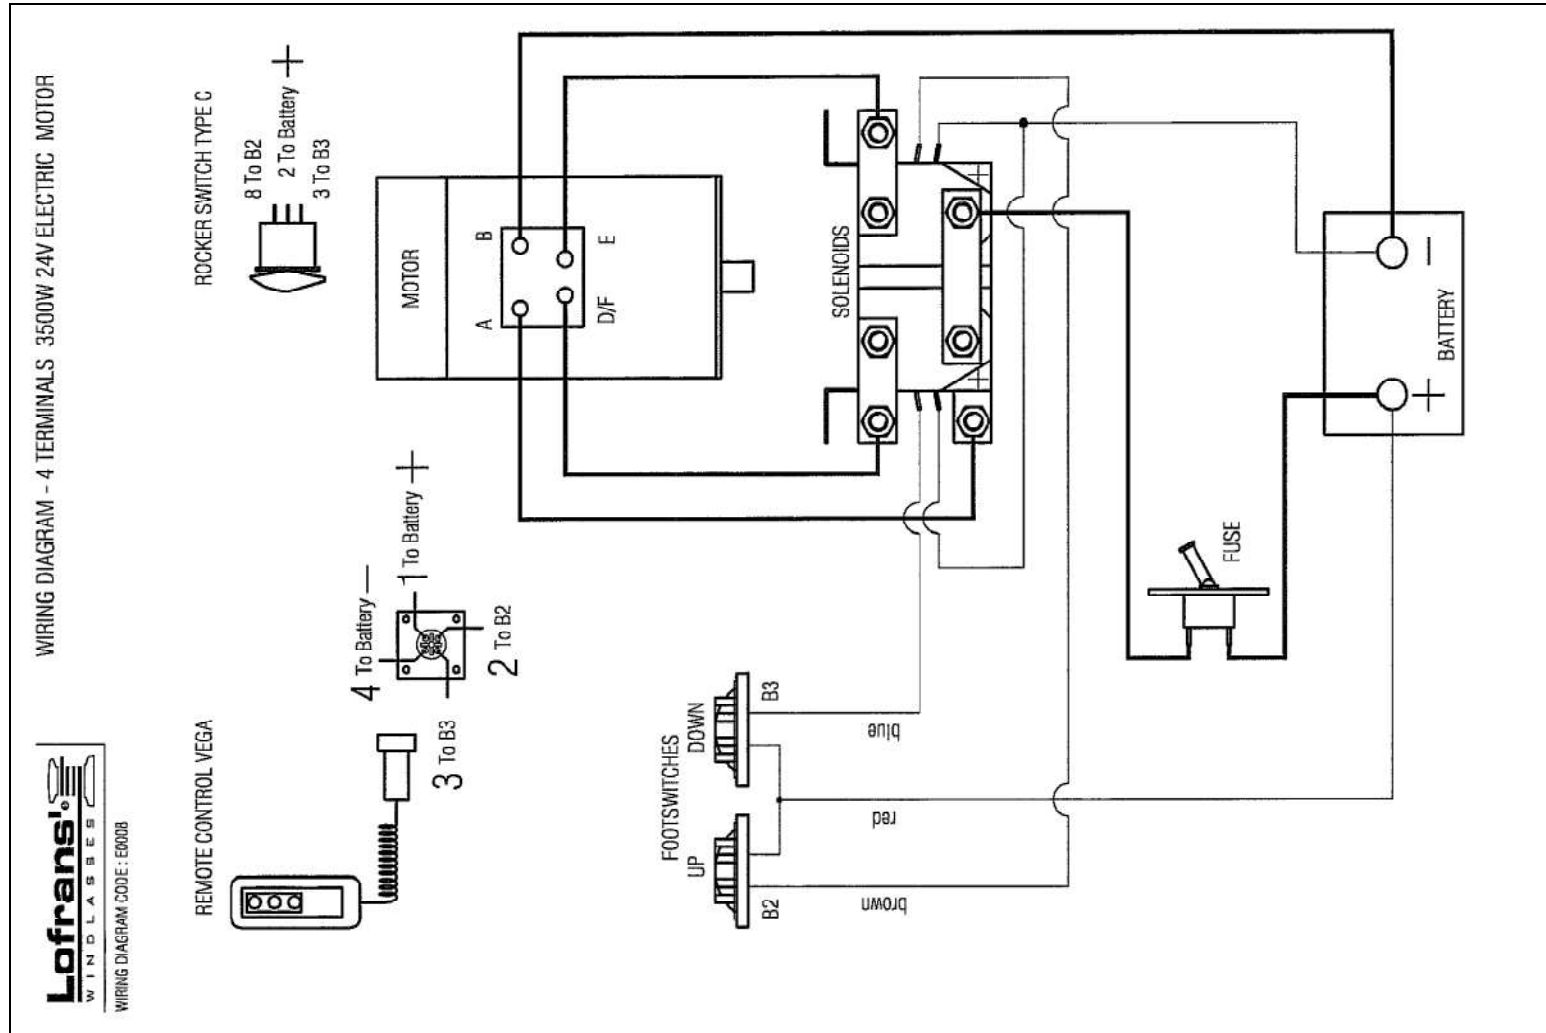 WIRING DIAGRAM - 4 TERMINALS 3500W 24V ELECTRIC MOTOR
Lofrans'®
WINDLASSES
WIRING DIAGRAM CODE: E0008
REMOTE CONTROL VEGA
4 To Battery —
1 To Battery +
2 To B2
3 To B3
ROCKER SWITCH TYPE C
8 To B2
2 To Battery +
3 To B3
MOTOR
A
B
D/F
E
SOLENOIDS
+
+
FOOTSWITCHES
UP
DOWN
B2
B3
brown
red
blue
FUSE
BATTERY
+
—